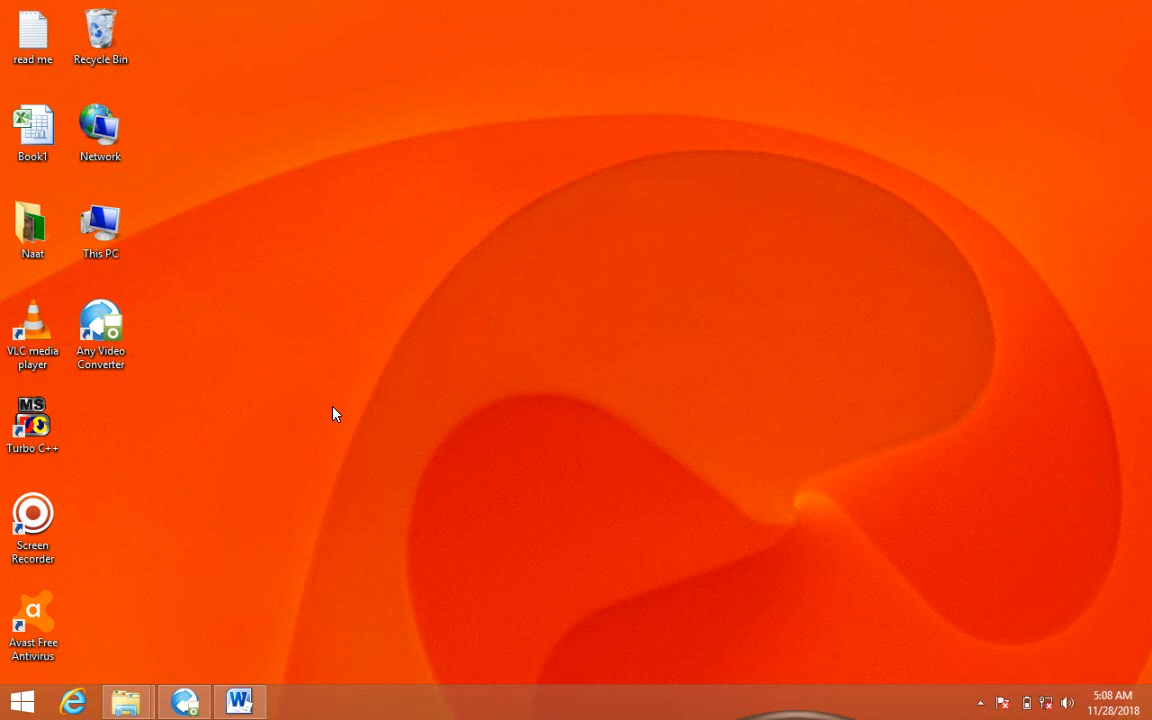 read me
Recycle Bin
Book1
Network
Naat
This PC
VLC media
player
Any Video
Converter
MS
Turbo C++
Screen
Recorder
a
Avast Free
Antivirus
W
5:08 AM
11/28/2018